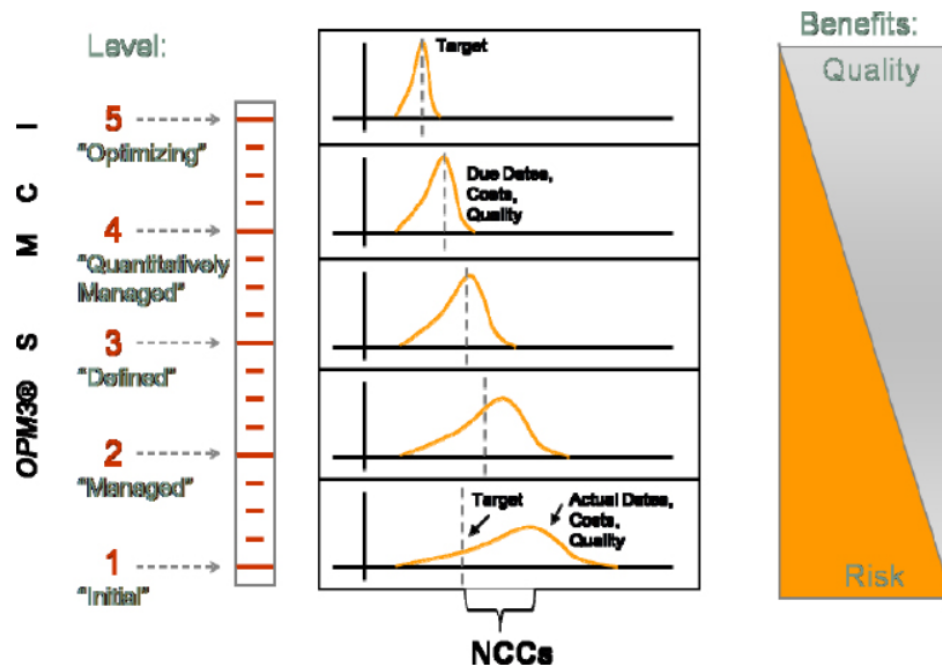 Level:
5
"Optimizing"
4
"Quantitatively
Managed"
3
"Defined"
2
"Managed"
1
"Initial"
OPM3® S M C I
Target
Due Dates,
Costs,
Quality
Target
Actual Dates,
Costs,
Quality
NCCs
Benefits:
Quality
Risk